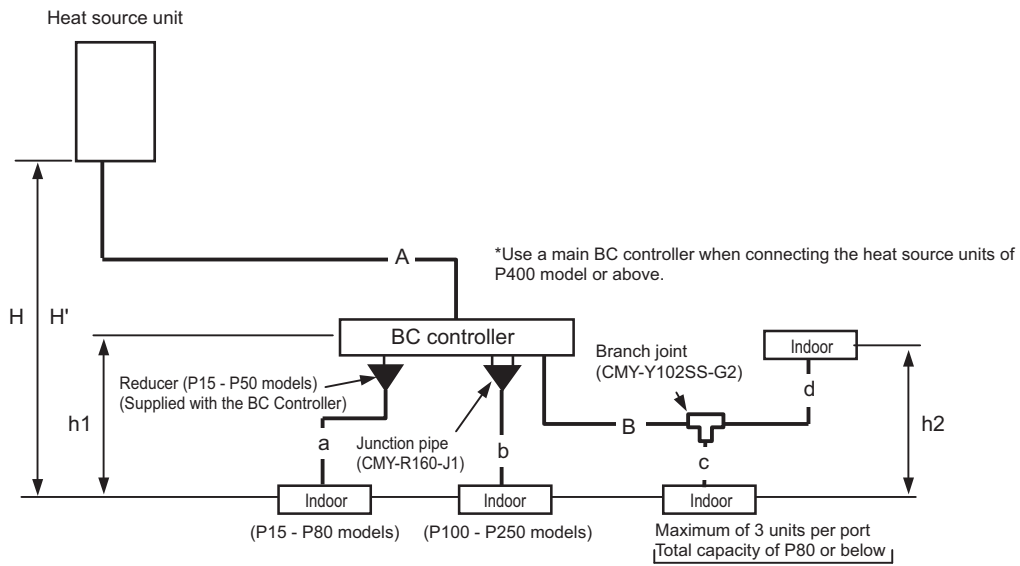 Heat source unit
A
*Use a main BC controller when connecting the heat source units of
P400 model or above.
H
H'
BC controller
Branch joint
(CMY-Y102SS-G2)
Indoor
Reducer (P15 - P50 models)
(Supplied with the BC Controller)
d
h1
h2
B
a
Junction pipe
(CMY-R160-J1)
b
c
Indoor
Indoor
Indoor
(P15 - P80 models)
(P100 - P250 models)
Maximum of 3 units per port
Total capacity of P80 or below